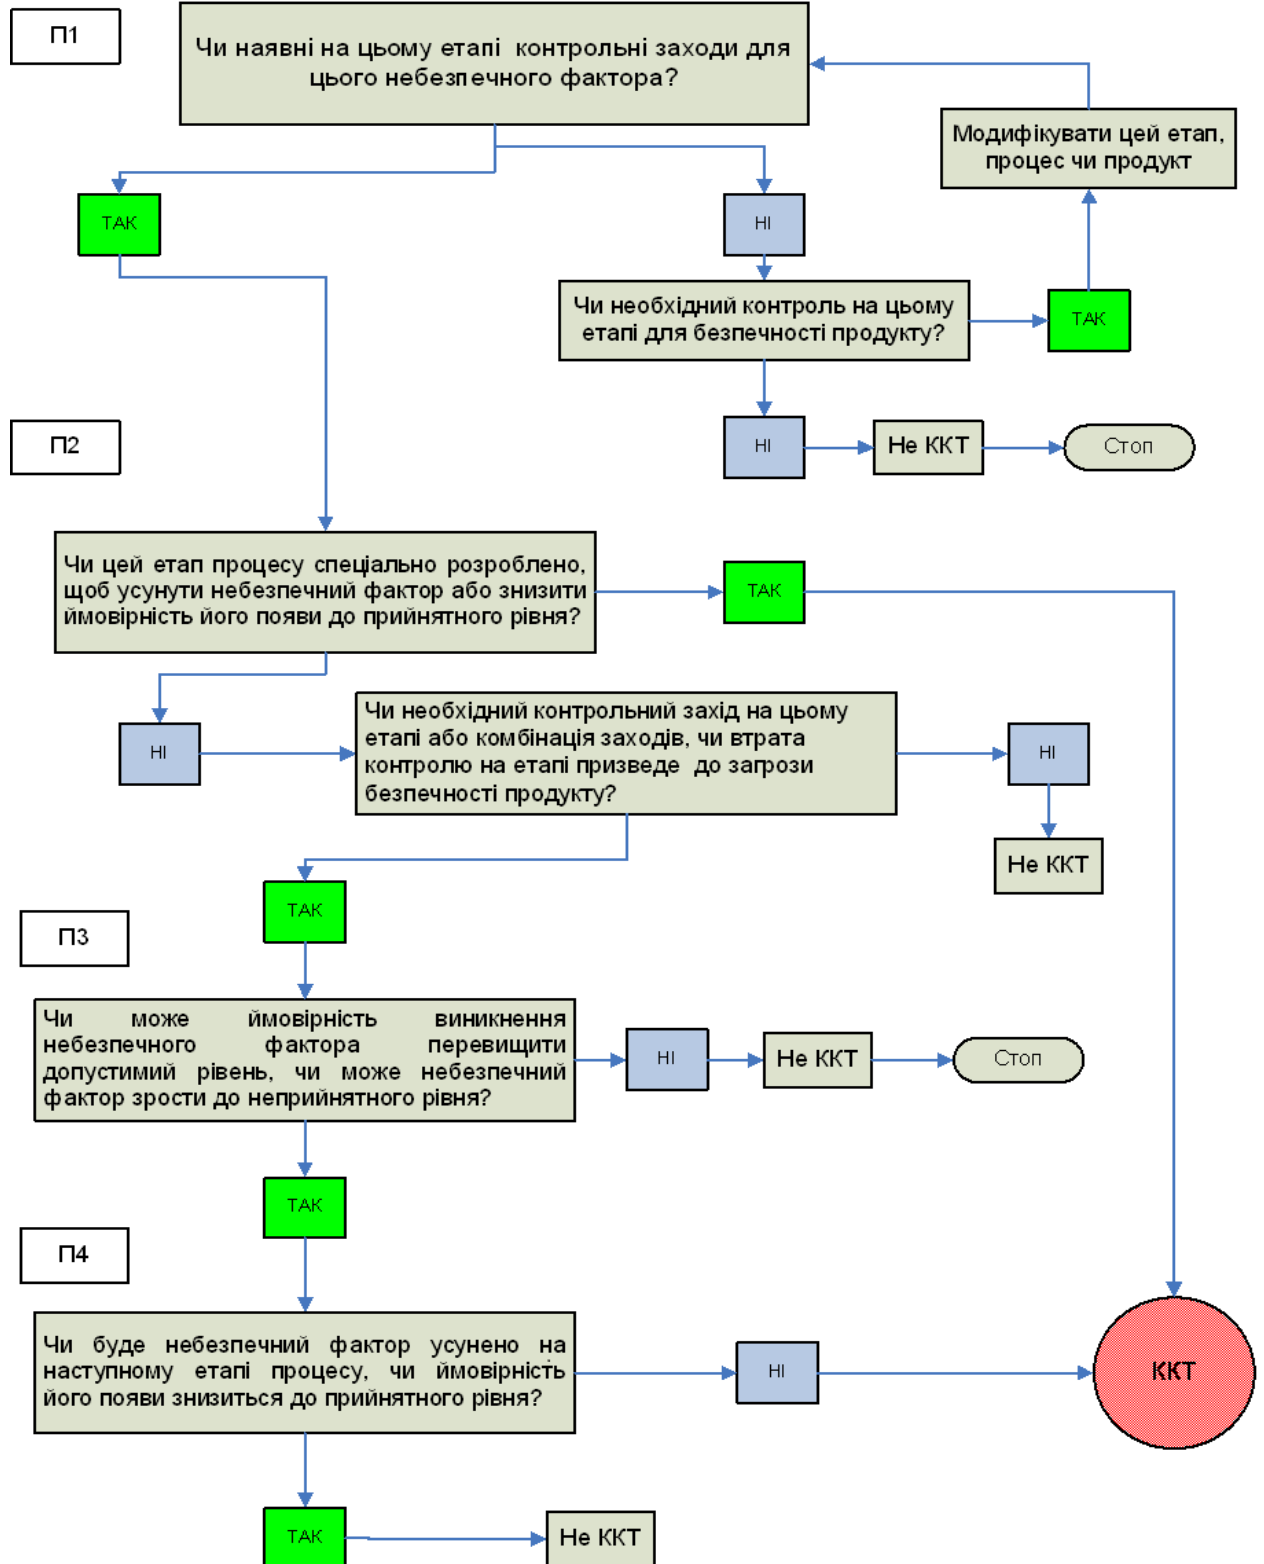 П1
Чи наявні на цьому етапі контрольні заходи для
цього небезпечного фактора?
Модифікувати цей етап,
процес чи продукт
ТАК
НІ
Чи необхідний контроль на цьому
етапі для безпечності продукту?
ТАК
П2
НІ
Не ККТ
Стоп
Чи цей етап процесу спеціально розроблено,
щоб усунути небезпечний фактор або знизити
ймовірність його появи до прийнятного рівня?
ТАК
НІ
Чи необхідний контрольний захід на цьому
етапі або комбінація заходів, чи втрата
контролю на етапі призведе до загрози
безпечності продукту?
НІ
Не ККТ
ТАК
П3
Чи може ймовірність виникнення
небезпечного фактора перевищити
допустимий рівень, чи може небезпечний
фактор зрости до неприйнятного рівня?
НІ
Не ККТ
Стоп
ТАК
П4
Чи буде небезпечний фактор усунено на
наступному етапі процесу, чи ймовірність
його появи знизиться до прийнятного рівня?
НІ
ККТ
ТАК
Не ККТ